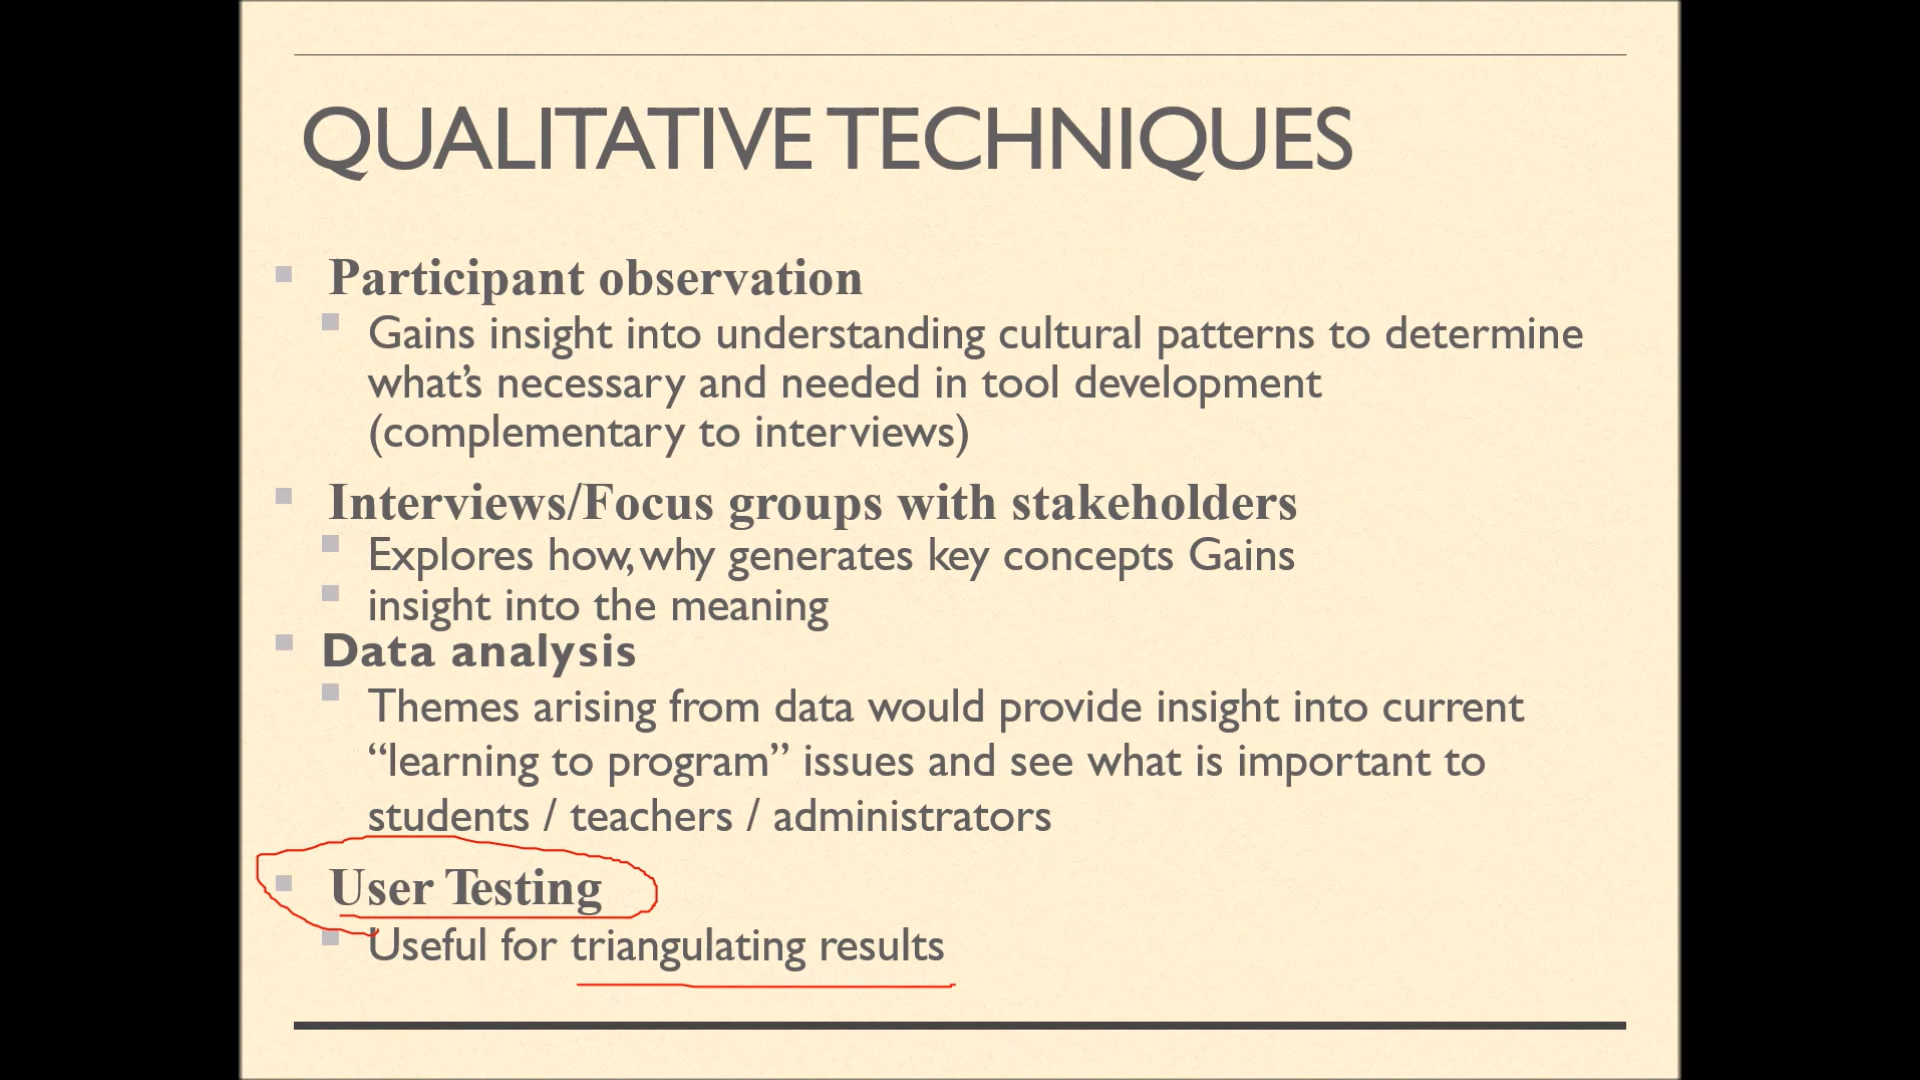 QUALITATIVE TECHNIQUES
Participant observation
Gains insight into understanding cultural patterns to determine
what’s necessary and needed in tool development
(complementary to interviews)
Interviews/Focus groups with stakeholders
Explores how, why generates key concepts Gains
insight into the meaning
Data analysis
Themes arising from data would provide insight into current
“learning to program” issues and see what is important to
students / teachers / administrators
User Testing
Useful for triangulating results